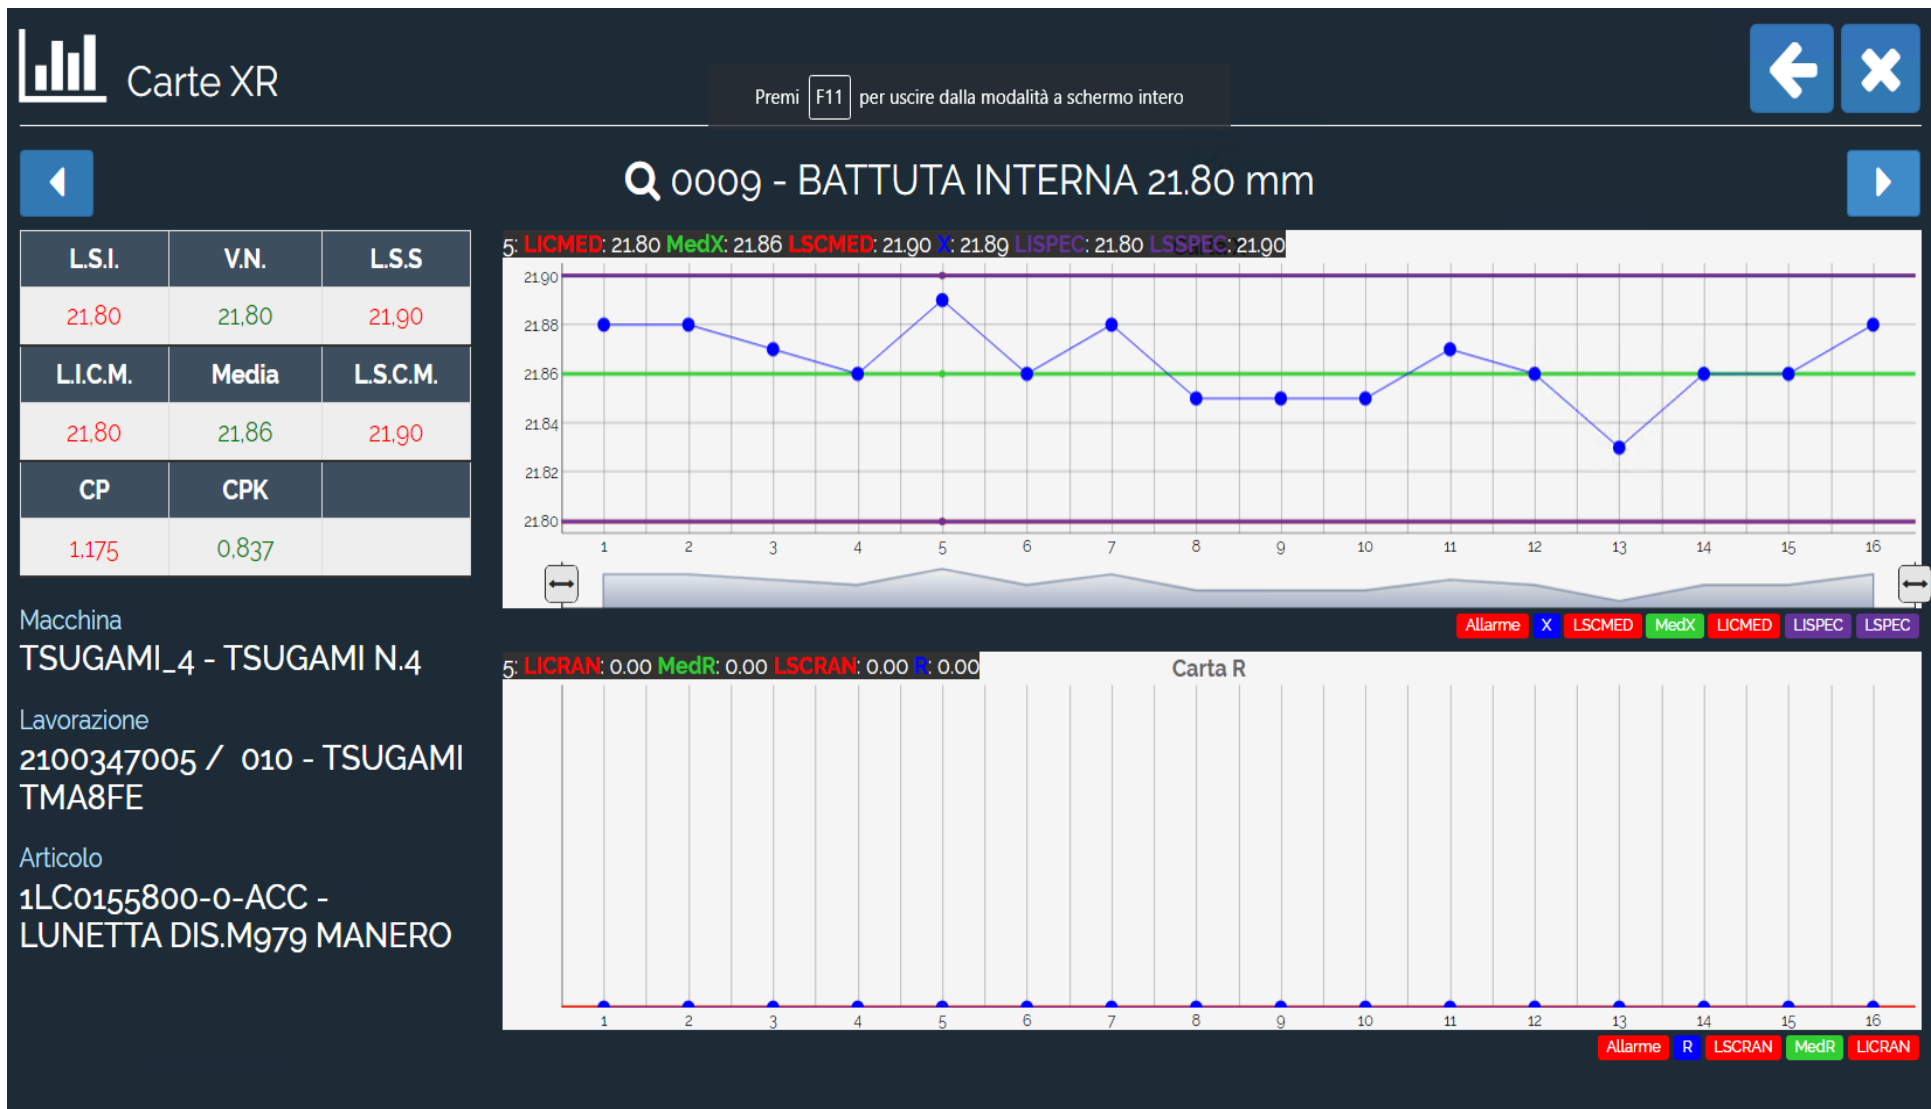 Carte XR
Premi F11 per uscire dalla modalità a schermo intero
0009 - BATTUTA INTERNA 21.80 mm
L.S.I. V.N. L.S.S
21,80 21,80 21,90
L.I.C.M. Media L.S.C.M.
21,80 21,86 21,90
CP CPK
1,175 0,837
Macchina
TSUGAMI_4 - TSUGAMI N.4
Lavorazione
2100347005 / 010 - TSUGAMI
TMA8FE
Articolo
1LC0155800-0-ACC -
LUNETTA DIS.M979 MANERO
5: LICMED: 21.80 MedX: 21.86 LSCMED: 21.90 X: 21.89 LISPEC: 21.80 LSSPEC: 21.90
21.90
21.88
21.86
21.84
21.82
21.80
1 2 3 4 5 6 7 8 9 10 11 12 13 14 15 16
Allarme X LSCMED MedX LICMED LISPEC LSPEC
5: LICRAN: 0.00 MedR: 0.00 LSCRAN: 0.00 R: 0.00
Carta R
1 2 3 4 5 6 7 8 9 10 11 12 13 14 15 16
Allarme R LSCRAN MedR LICRAN